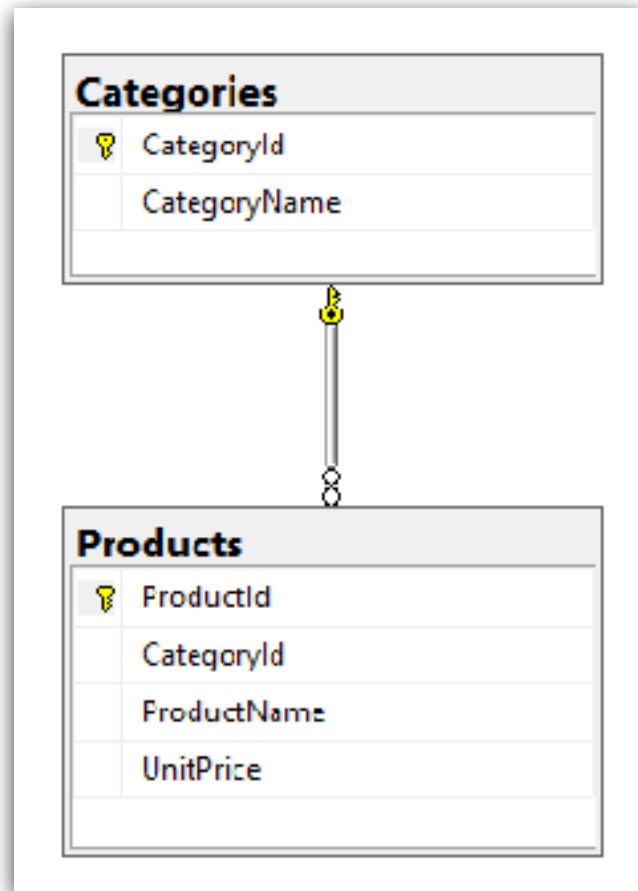 Categories
CategoryId
CategoryName
Products
ProductId
CategoryId
ProductName
UnitPrice